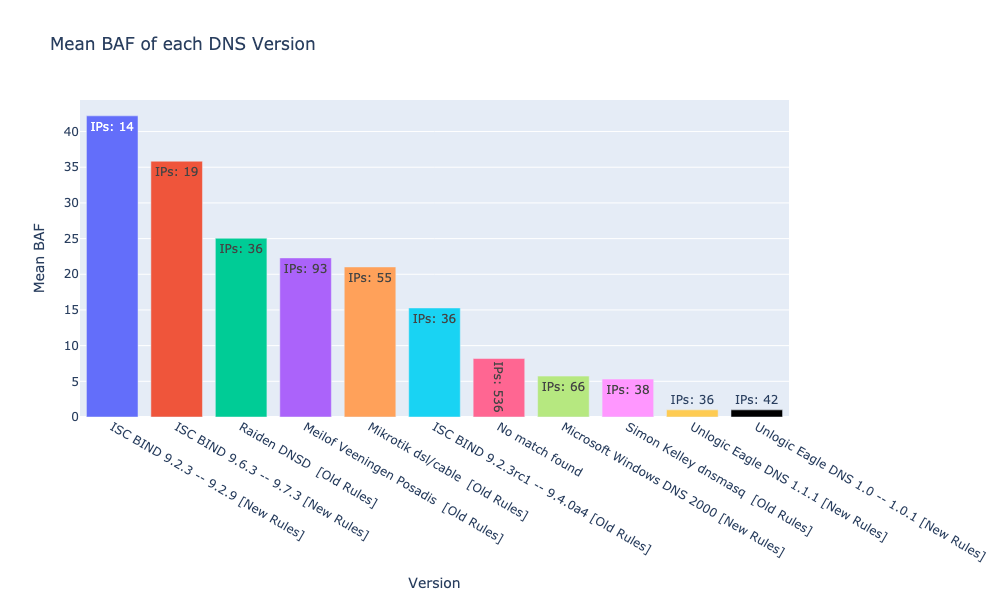 Mean BAF of each DNS Version
Mean BAF
40
35
30
25
20
15
10
5
0
IPs: 14
IPs: 19
IPs: 36
IPs: 93
IPs: 55
IPs: 36
IPs: 536
IPs: 66
IPs: 38
IPs: 36
IPs: 42
ISC BIND 9.2.3 -- 9.2.9 [New Rules]
ISC BIND 9.6.3 -- 9.7.3 [New Rules]
Raiden DNSD  [Old Rules]
Meilof Veeningen Posadis  [Old Rules]
Mikrotik dsl/cable  [Old Rules]
ISC BIND 9.2.3rc1 -- 9.4.0a4 [Old Rules]
No match found
Microsoft Windows DNS 2000 [New Rules]
Simon Kelley dnsmasq  [Old Rules]
Unlogic Eagle DNS 1.1.1 [New Rules]
Unlogic Eagle DNS 1.0 -- 1.0.1 [New Rules]
Version